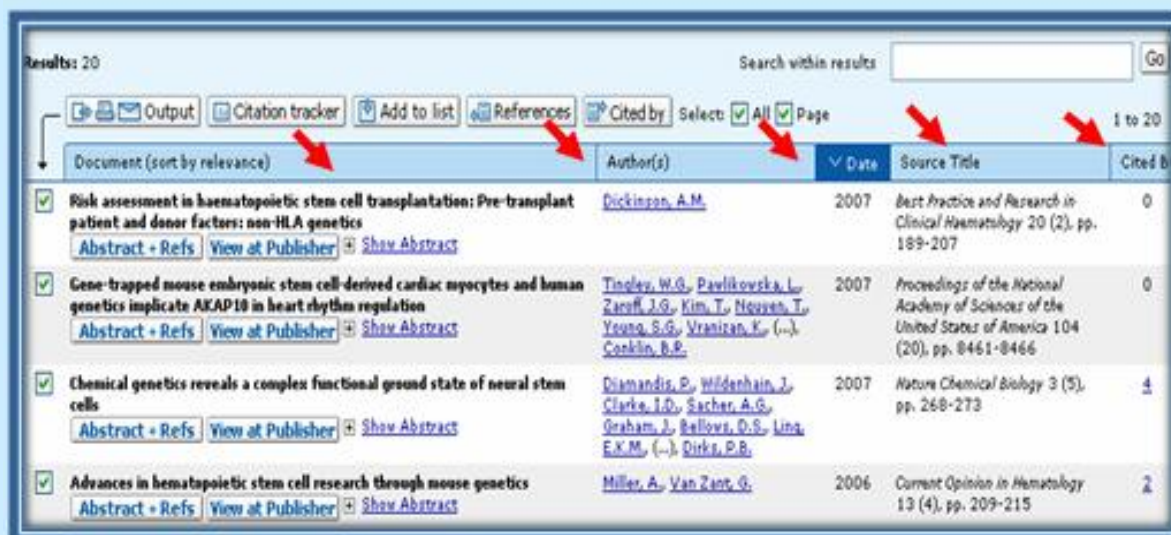 Results: 20
Search within results
Go
Output
Citation tracker
Add to list
References
Cited by
Select:
All
Page
1 to 20
Document (sort by relevance)
Author(s)
Date
Source Title
Cited B
Risk assessment in haematopoietic stem cell transplantation: Pre-transplant
patient and donor factors: non-HLA genetics
Abstract + Refs
View at Publisher
Show Abstract
Dickinson, A.M.
2007
Best Practice and Research in
Clinical Haematology 20 (2), pp.
189-207
0
Gene-trapped mouse embryonic stem cell-derived cardiac myocytes and human
genetics implicate AKAP10 in heart rhythm regulation
Abstract + Refs
View at Publisher
Show Abstract
Tingley, W.G., Pawlikowska, L.,
Zaroff, J.G., Kim, T., Nguyen, T.,
Young, S.G., Vranizan, K., (...),
Conklin, B.R.
2007
Proceedings of the National
Academy of Sciences of the
United States of America 104
(20), pp. 8461-8466
0
Chemical genetics reveals a complex functional ground state of neural stem
cells
Abstract + Refs
View at Publisher
Show Abstract
Diamandis, P., Wildenhain, J.,
Clarke, I.D., Sacher, A.G.,
Graham, J., Bellows, D.S., Ling,
E.K.M., (...), Dirks, P.B.
2007
Nature Chemical Biology 3 (5),
pp. 268-273
4
Advances in hematopoietic stem cell research through mouse genetics
Abstract + Refs
View at Publisher
Show Abstract
Miller, A., Van Zant, G.
2006
Current Opinion in Hematology
13 (4), pp. 209-215
2